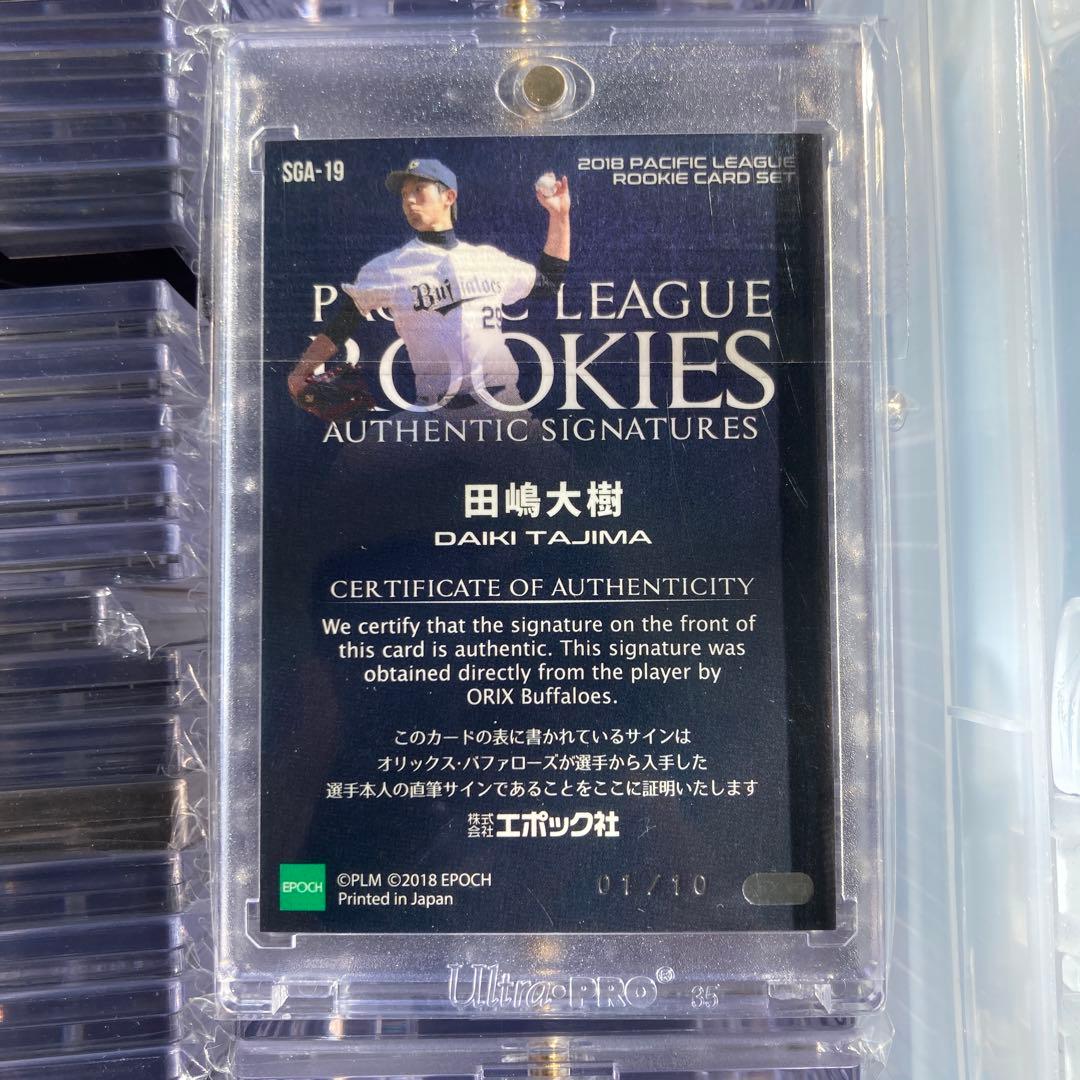 SGA-19
2018 PACIFIC LEAGUE
ROOKIE CARD SET
Buffaloes
29
PACIFIC LEAGUE
ROOKIES
AUTHENTIC SIGNATURES
田嶋大樹
DAIKI TAJIMA
CERTIFICATE OF AUTHENTICITY
We certify that the signature on the front of
this card is authentic. This signature was
obtained directly from the player by
ORIX Buffaloes.
このカードの表に書かれているサインは
オリックス・バファローズが選手から入手した
選手本人の直筆サインであることをここに証明いたします
株式会社エポック社
EPOCH
©PLM ©2018 EPOCH
Printed in Japan
01/10
Ultra·PRO® 35